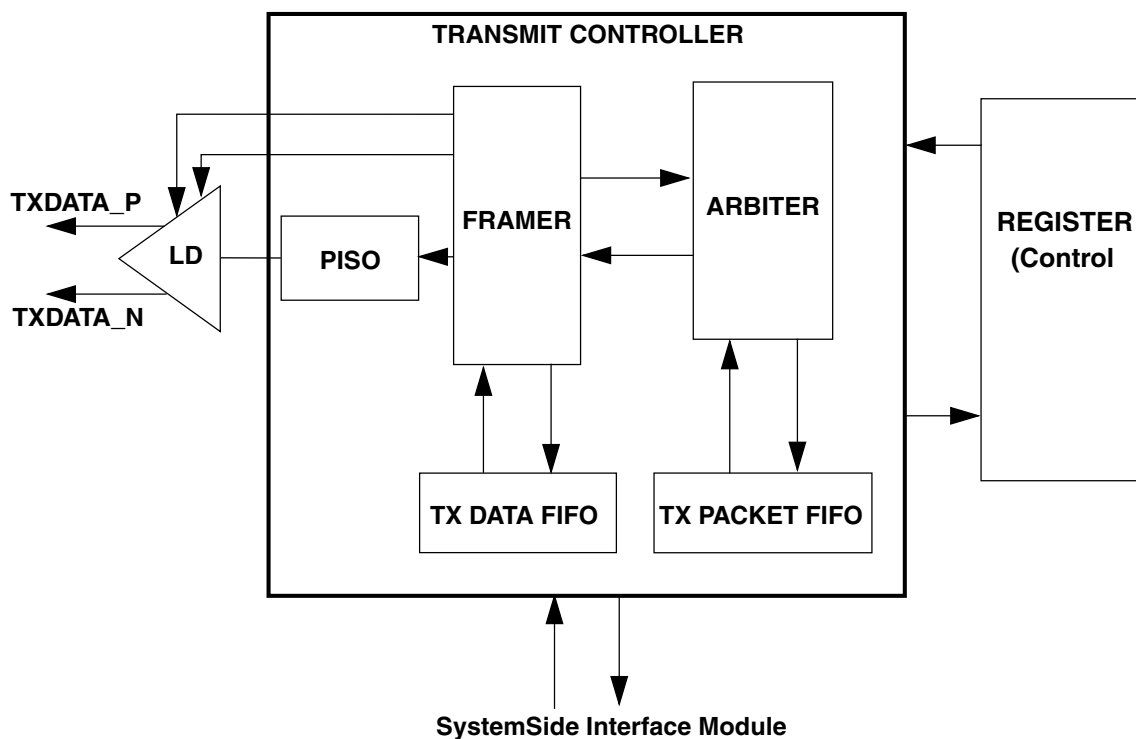 TRANSMIT CONTROLLER
TXDATA_P
LD
TXDATA_N
PISO
FRAMER
ARBITER
REGISTER
(Control
TX DATA FIFO
TX PACKET FIFO
SystemSide Interface Module